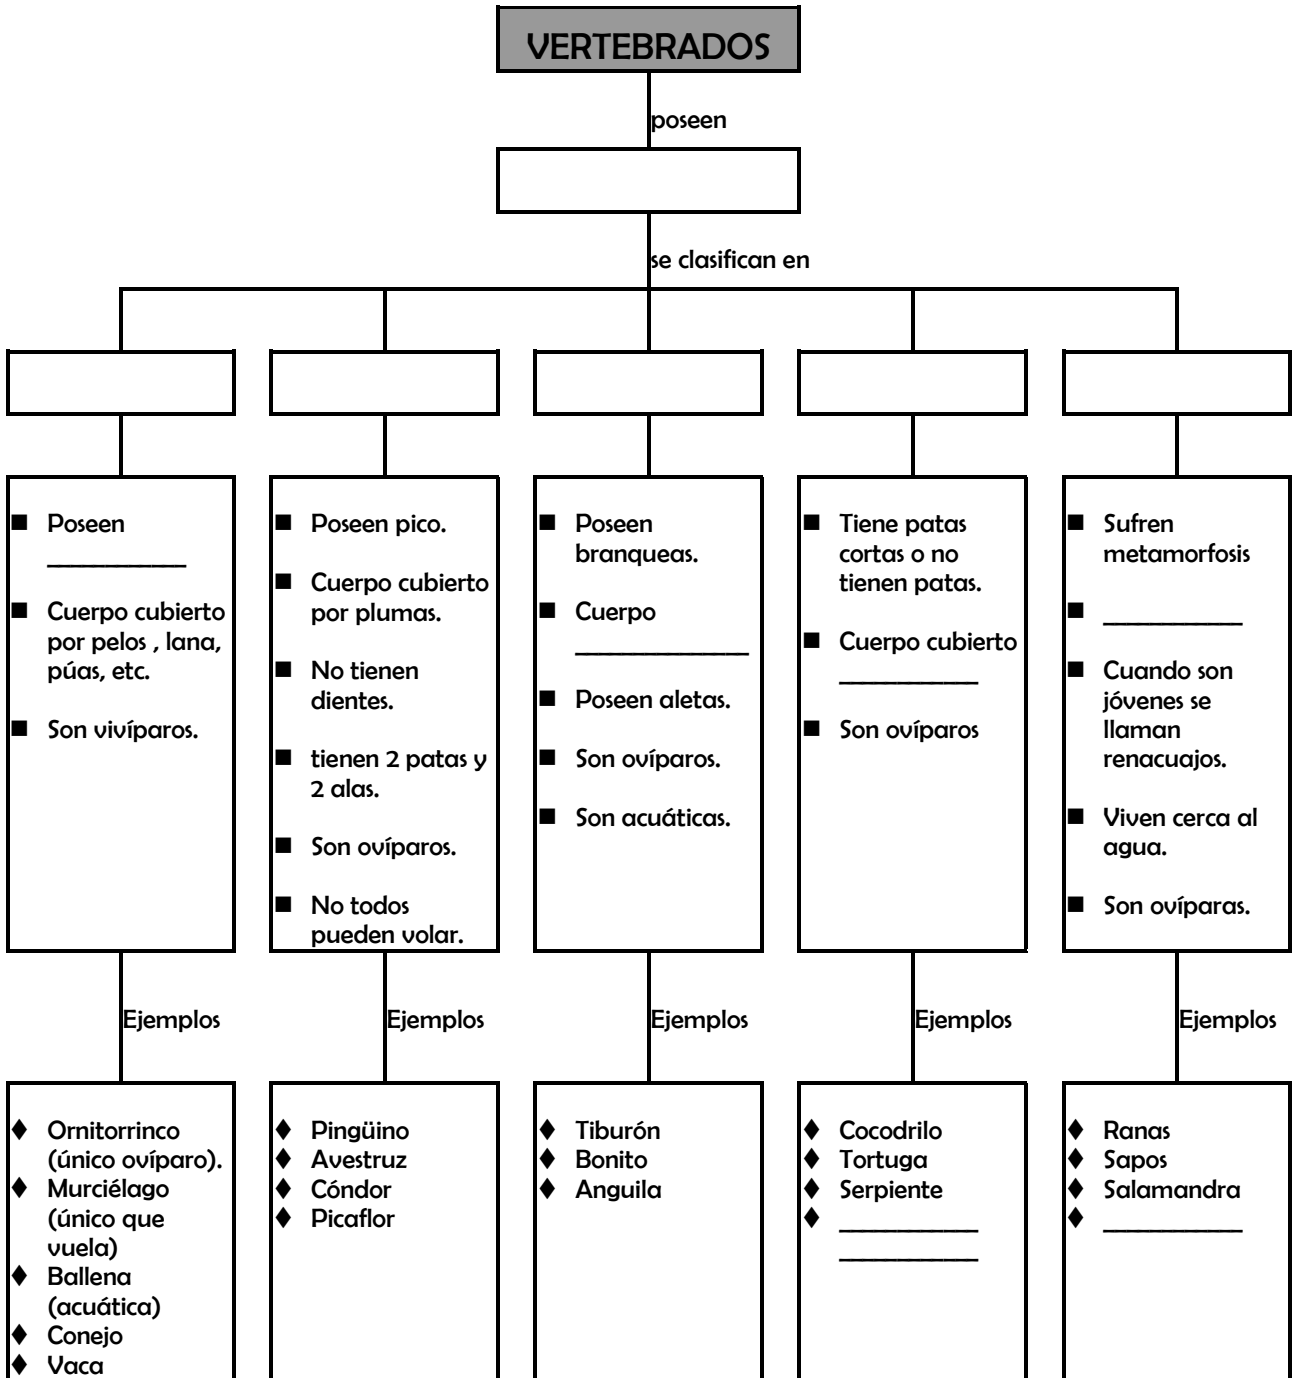 VERTEBRADOS
poseen
se clasifican en
■ Poseen
____________
■ Cuerpo cubierto
por pelos , lana,
púas, etc.
■ Son vivíparos.
■ Poseen pico.
■ Cuerpo cubierto
por plumas.
■ No tienen
dientes.
■ tienen 2 patas y
2 alas.
■ Son ovíparos.
■ No todos
pueden volar.
■ Poseen
branqueas.
■ Cuerpo
_______________
■ Poseen aletas.
■ Son ovíparos.
■ Son acuáticas.
■ Tiene patas
cortas o no
tienen patas.
■ Cuerpo cubierto
____________
■ Son ovíparos
■ Sufren
metamorfosis
■ ____________
■ Cuando son
jóvenes se
llaman
renacuajos.
■ Viven cerca al
agua.
■ Son ovíparas.
Ejemplos
Ejemplos
Ejemplos
Ejemplos
Ejemplos
♦ Ornitorrinco
(único ovíparo).
♦ Murciélago
(único que
vuela)
♦ Ballena
(acuática)
♦ Conejo
♦ Vaca
♦ Pingüino
♦ Avestruz
♦ Cóndor
♦ Picaflor
♦ Tiburón
♦ Bonito
♦ Anguila
♦ Cocodrilo
♦ Tortuga
♦ Serpiente
♦ ____________
____________
♦ Ranas
♦ Sapos
♦ Salamandra
♦ ____________